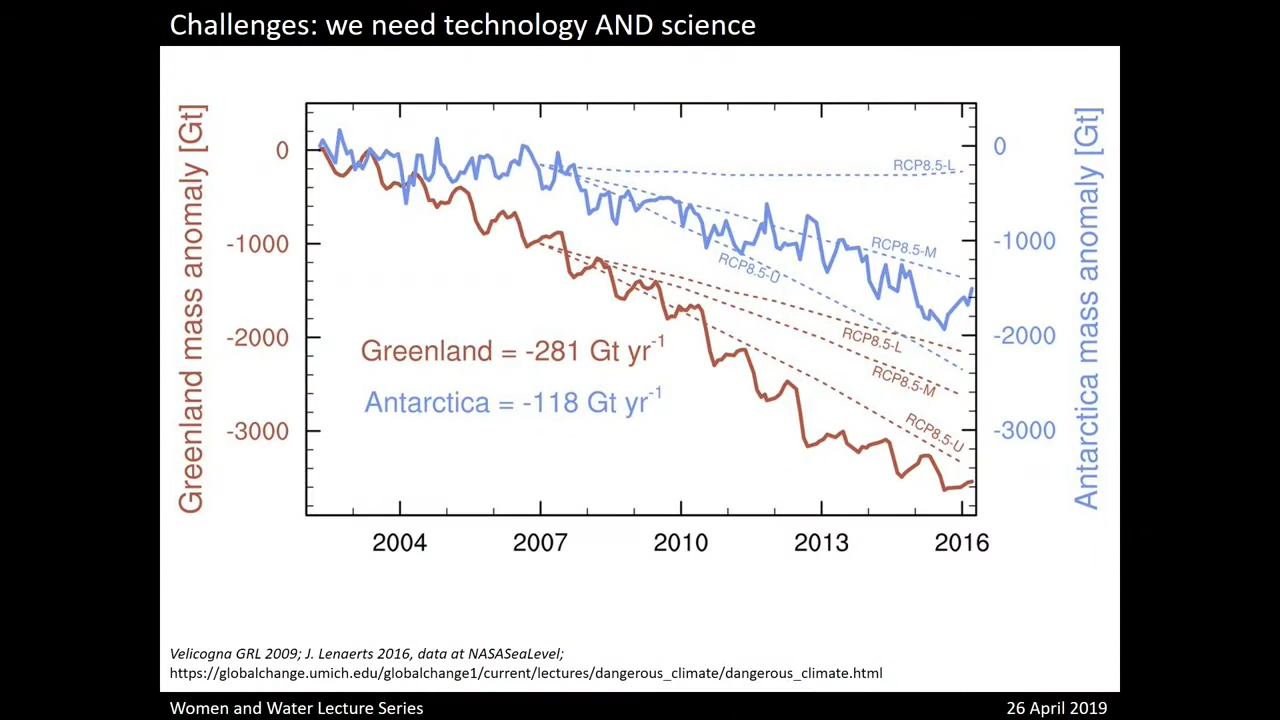 Challenges: we need technology AND science
Greenland mass anomaly [Gt]
0
-1000
-2000
-3000
Greenland = -281 Gt yr-1
Antarctica = -118 Gt yr-1
RCP8.5-L
RCP8.5-M
RCP8.5-U
RCP8.5-L
RCP8.5-M
RCP8.5-U
0
-1000
-2000
-3000
Antarctica mass anomaly [Gt]
2004
2007
2010
2013
2016
Velicogna GRL 2009; J. Lenaerts 2016, data at NASASeaLevel;
https://globalchange.umich.edu/globalchange1/current/lectures/dangerous_climate/dangerous_climate.html
Women and Water Lecture Series
26 April 2019